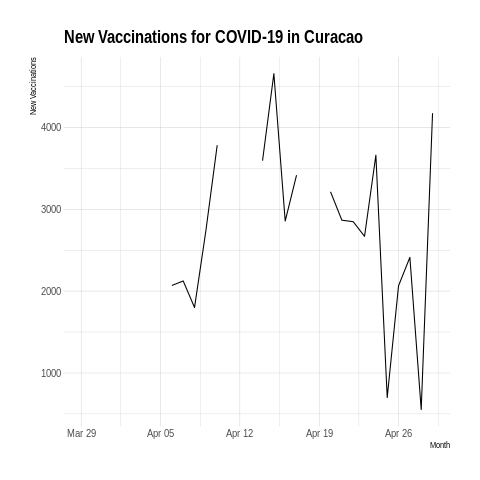 New Vaccinations for COVID-19 in Curacao
New Vaccinations
4000
3000
2000
1000
Mar 29 Apr 05 Apr 12 Apr 19 Apr 26
Month